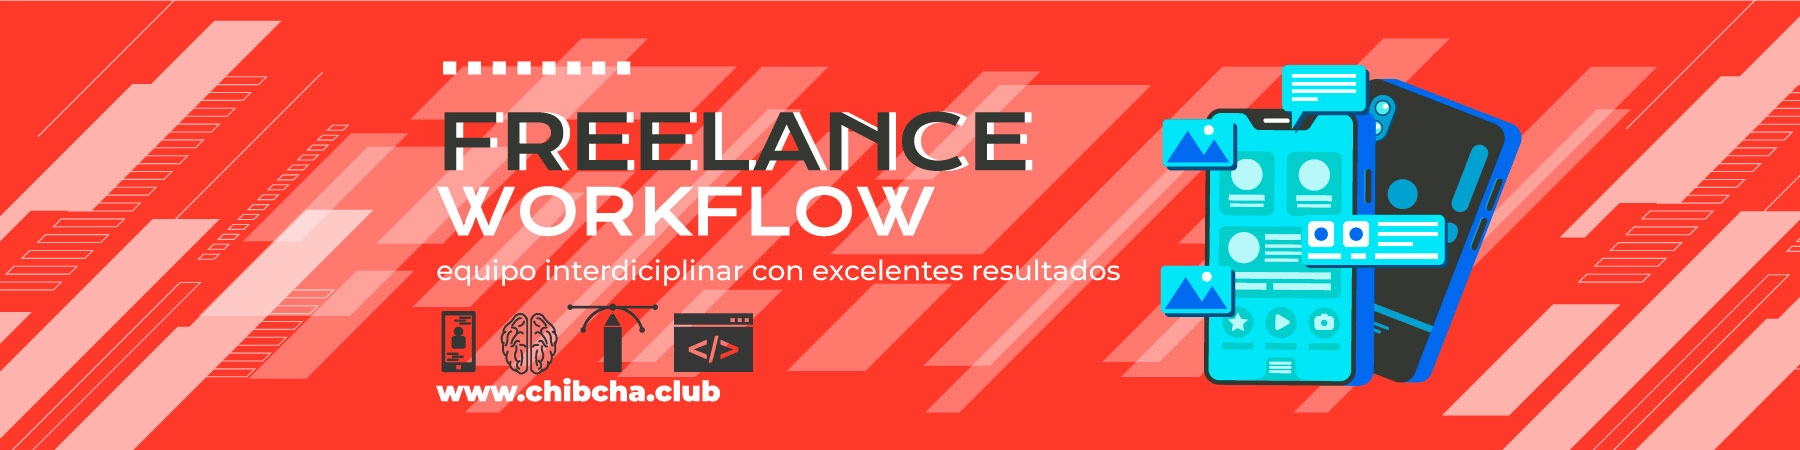 FREELANCE
WORKFLOW
equipo interdiciplinar con excelentes resultados
</>
www.chibcha.club